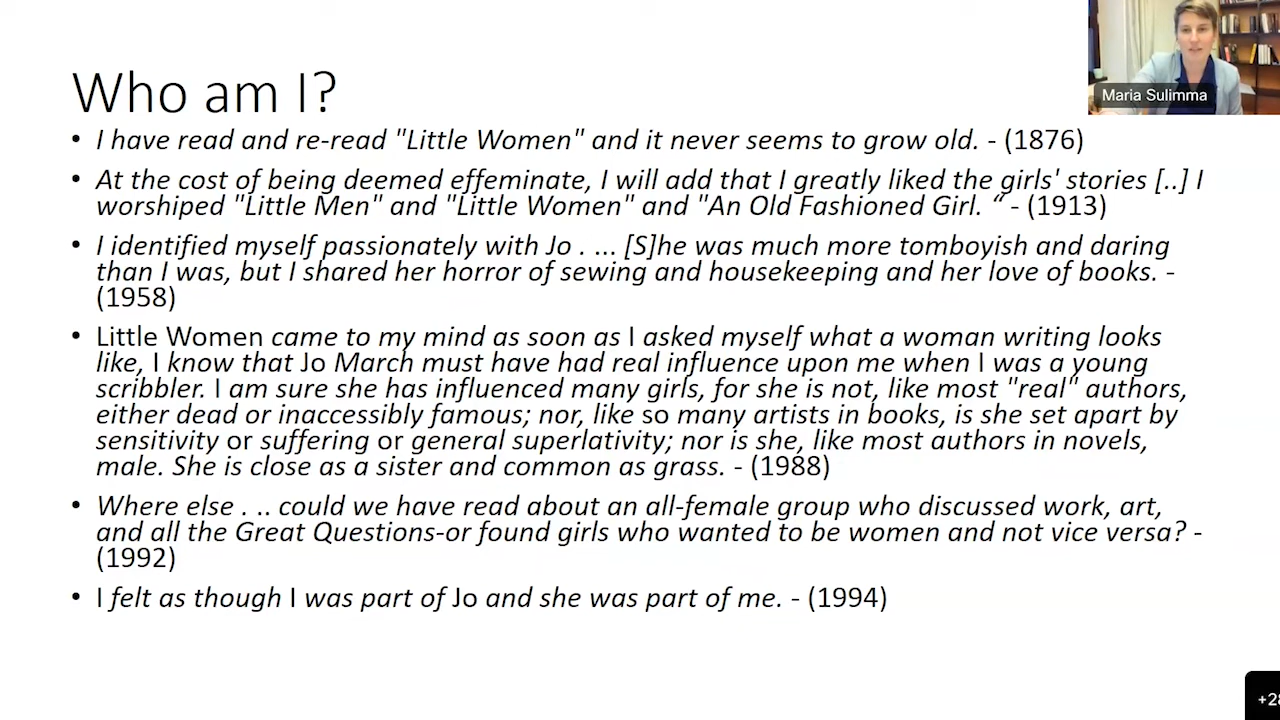 Who am I?
• I have read and re-read "Little Women" and it never seems to grow old. - (1876)
• At the cost of being deemed effeminate, I will add that I greatly liked the girls' stories [..] I
worshiped "Little Men" and "Little Women" and "An Old Fashioned Girl. “ - (1913)
• I identified myself passionately with Jo . ... [S]he was much more tomboyish and daring
than I was, but I shared her horror of sewing and housekeeping and her love of books. -
(1958)
• Little Women came to my mind as soon as I asked myself what a woman writing looks
like, I know that Jo March must have had real influence upon me when I was a young
scribbler. I am sure she has influenced many girls, for she is not, like most "real" authors,
either dead or inaccessibly famous; nor, like so many artists in books, is she set apart by
sensitivity or suffering or general superlativity; nor is she, like most authors in novels,
male. She is close as a sister and common as grass. - (1988)
• Where else . .. could we have read about an all-female group who discussed work, art,
and all the Great Questions-or found girls who wanted to be women and not vice versa? -
(1992)
• I felt as though I was part of Jo and she was part of me. - (1994)
Maria Sulimma